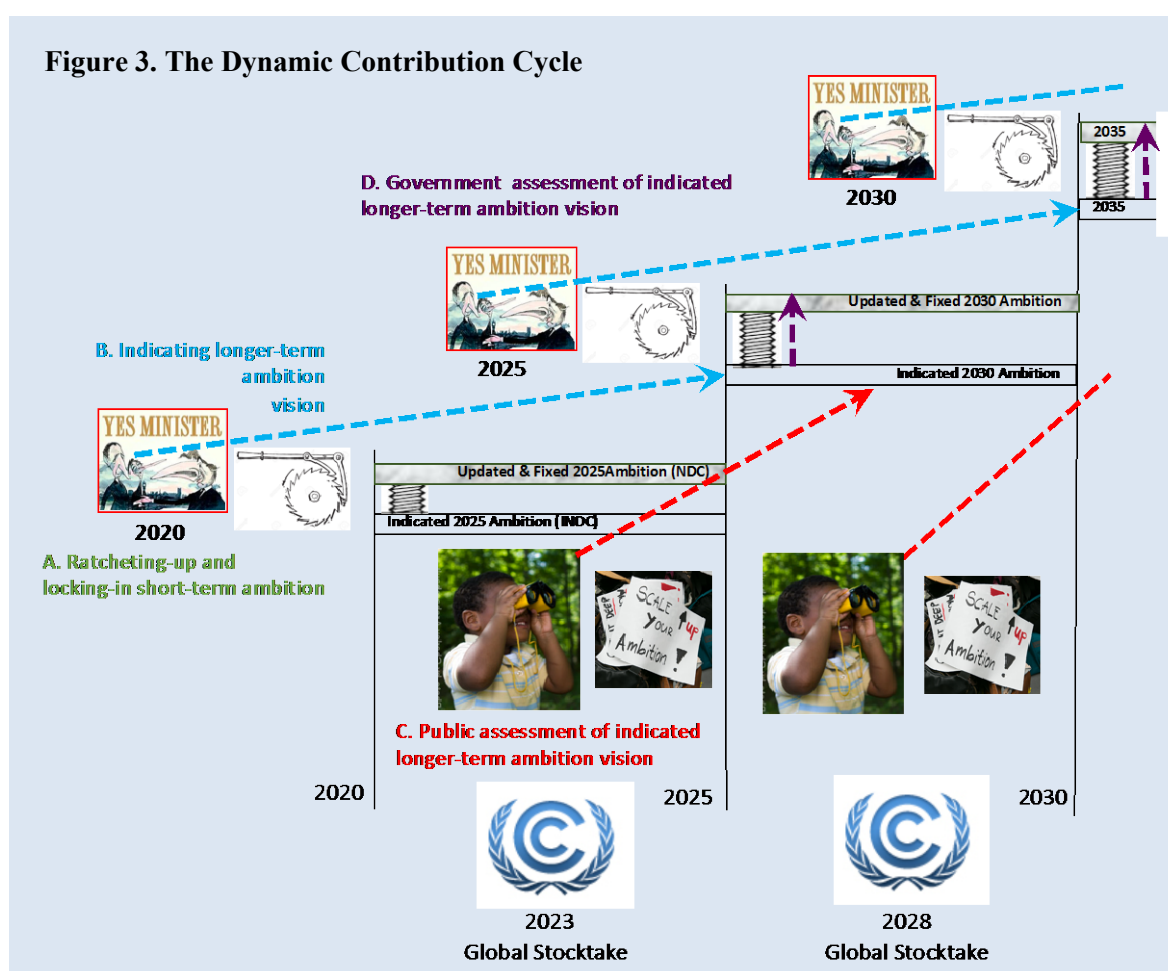 Figure 3. The Dynamic Contribution Cycle
YES MINISTER
2030
2035
2035
D. Government assessment of indicated
longer-term ambition vision
YES MINISTER
2025
Updated & Fixed 2030 Ambition
Indicated 2030 Ambition
B. Indicating longer-term
ambition
vision
YES MINISTER
2020
Updated & Fixed 2025Ambition (NDC)
Indicated 2025 Ambition (INDC)
A. Ratcheting-up and
locking-in short-term ambition
SCALE
YOUR
up
Ambition!
DEEP
SCALE
YOUR
up
Ambition!
DEEP
C. Public assessment of indicated
longer-term ambition vision
2020
2025
2030
2023
Global Stocktake
2028
Global Stocktake